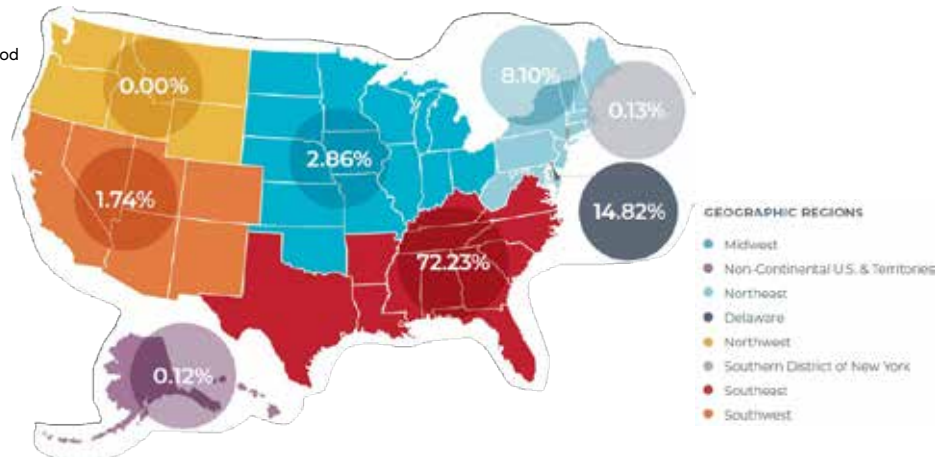 od
0.00%
8.10%
0.13%
2.86%
1.74%
14.82%
72.23%
0.12%
GEOGRAPHIC REGIONS
Midwest
Non-Continental U.S. & Territories
Northeast
Delaware
Northwest
Southern District of New York
Southeast
Southwest